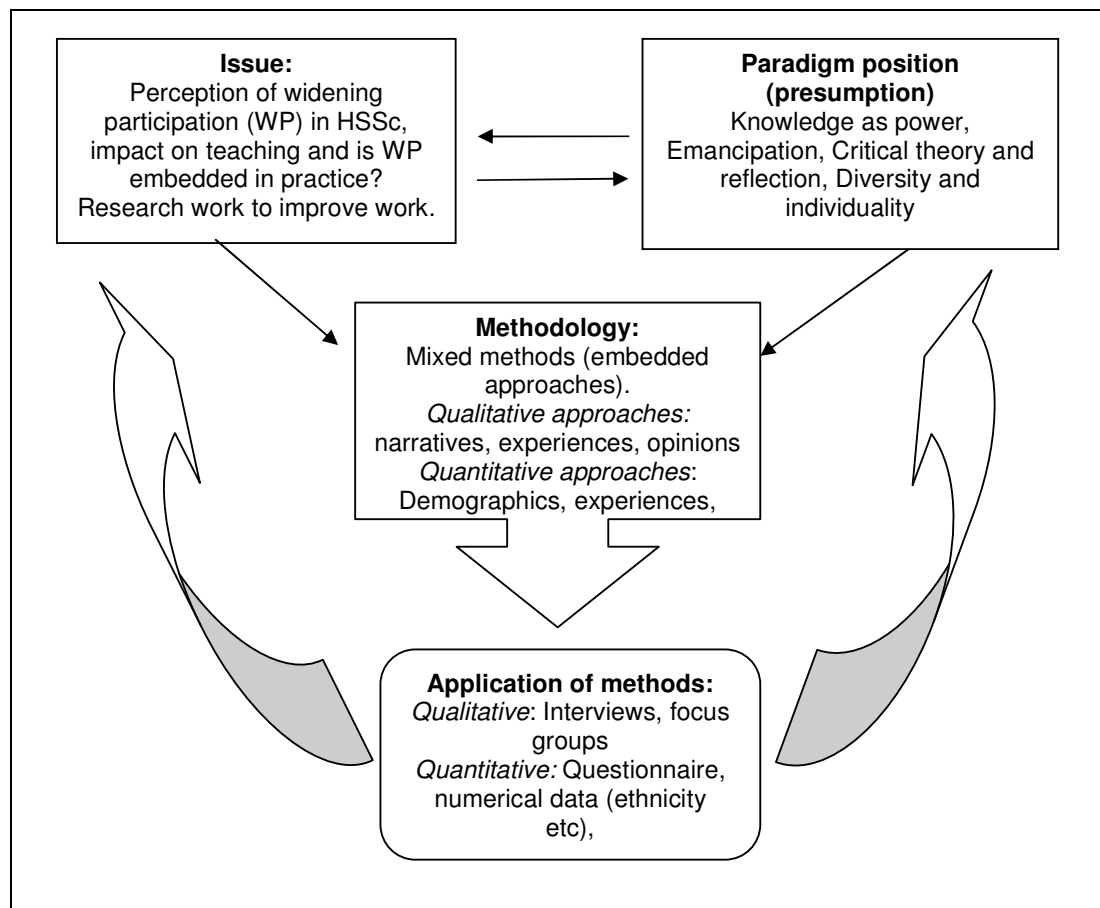 Issue:
Perception of widening
participation (WP) in HSSc,
impact on teaching and is WP
embedded in practice?
Research work to improve work.
Paradigm position
(presumption)
Knowledge as power,
Emancipation, Critical theory and
reflection, Diversity and
individuality
Methodology:
Mixed methods (embedded
approaches).
Qualitative approaches:
narratives, experiences, opinions
Quantitative approaches:
Demographics, experiences,
Application of methods:
Qualitative: Interviews, focus
groups
Quantitative: Questionnaire,
numerical data (ethnicity
etc),